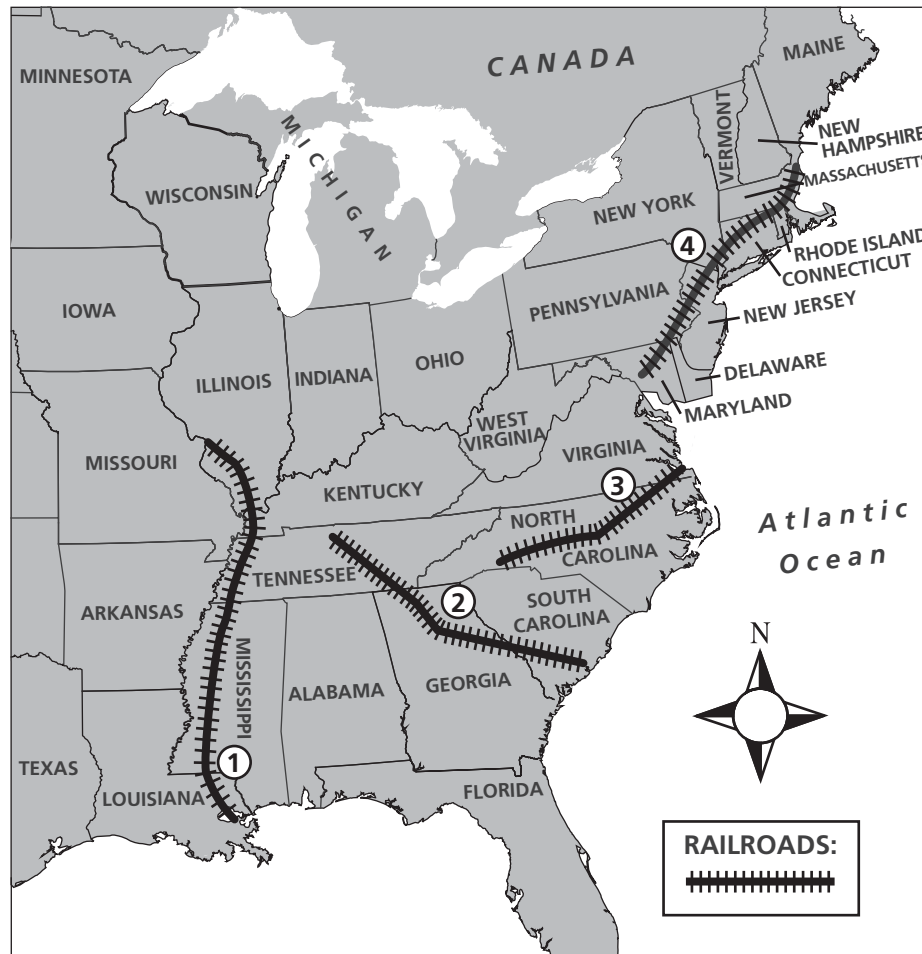 CANADA
MAINE
MINNESOTA
VERMONT
NEW
HAMPSHIRE
MICHIGAN
MASSACHUSETTS
WISCONSIN
NEW YORK
4
RHODE ISLAND
CONNECTICUT
IOWA
PENNSYLVANIA
NEW JERSEY
OHIO
ILLINOIS
INDIANA
DELAWARE
MARYLAND
WEST
VIRGINIA
VIRGINIA
MISSOURI
KENTUCKY
3
NORTH
CAROLINA
Atlantic
Ocean
TENNESSEE
2
SOUTH
CAROLINA
ARKANSAS
MISSISSIPPI
ALABAMA
GEORGIA
N
1
TEXAS
LOUISIANA
FLORIDA
RAILROADS: